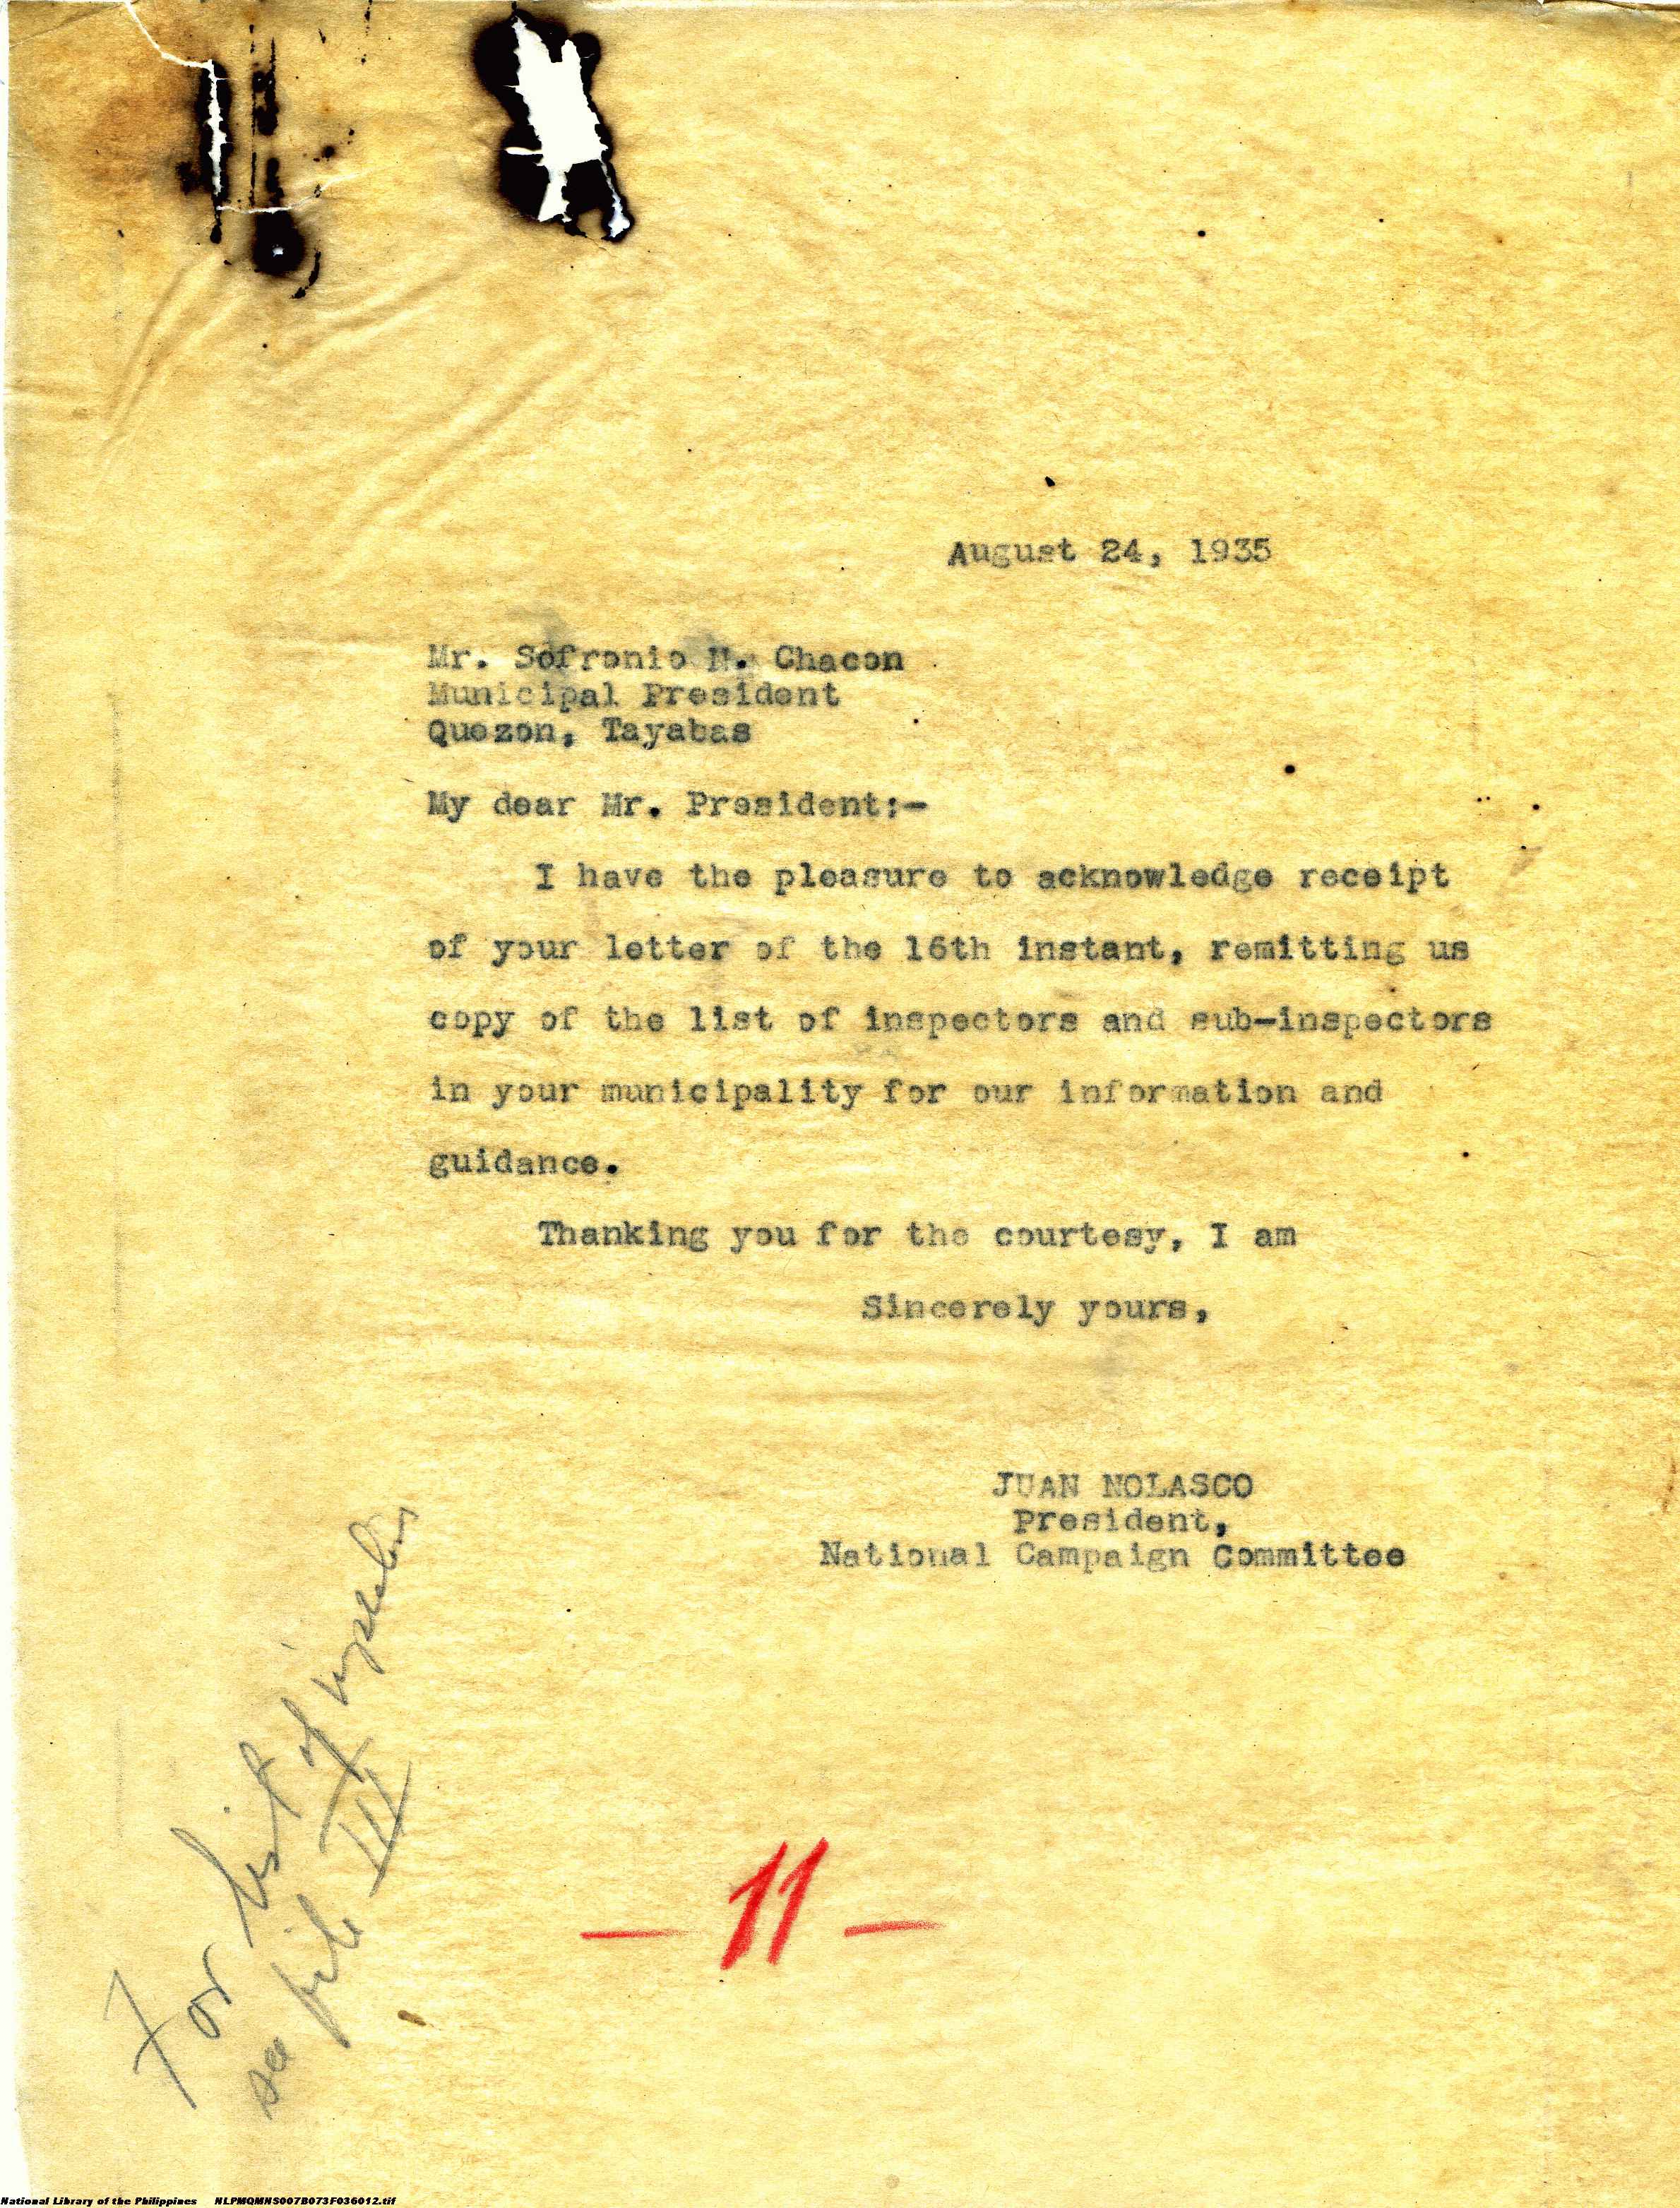 August 24, 1935
Mr. Sofronio N. Chacon
Municipal President
Quezon, Tayabas
My dear Mr. President:-
I have the pleasure to acknowledge receipt
of your letter of the 16th instant, remitting us
copy of the list of inspectors and sub-inspectors
in your municipality for our information and
guidance.
Thanking you for the courtesy, I am
Sincerely yours,
JUAN NOLASCO
President,
National Campaign Committee
For list of inspectors
see file III
- 11 -
National Library of the Philippines NLPMQMNS007B073F036012.tif